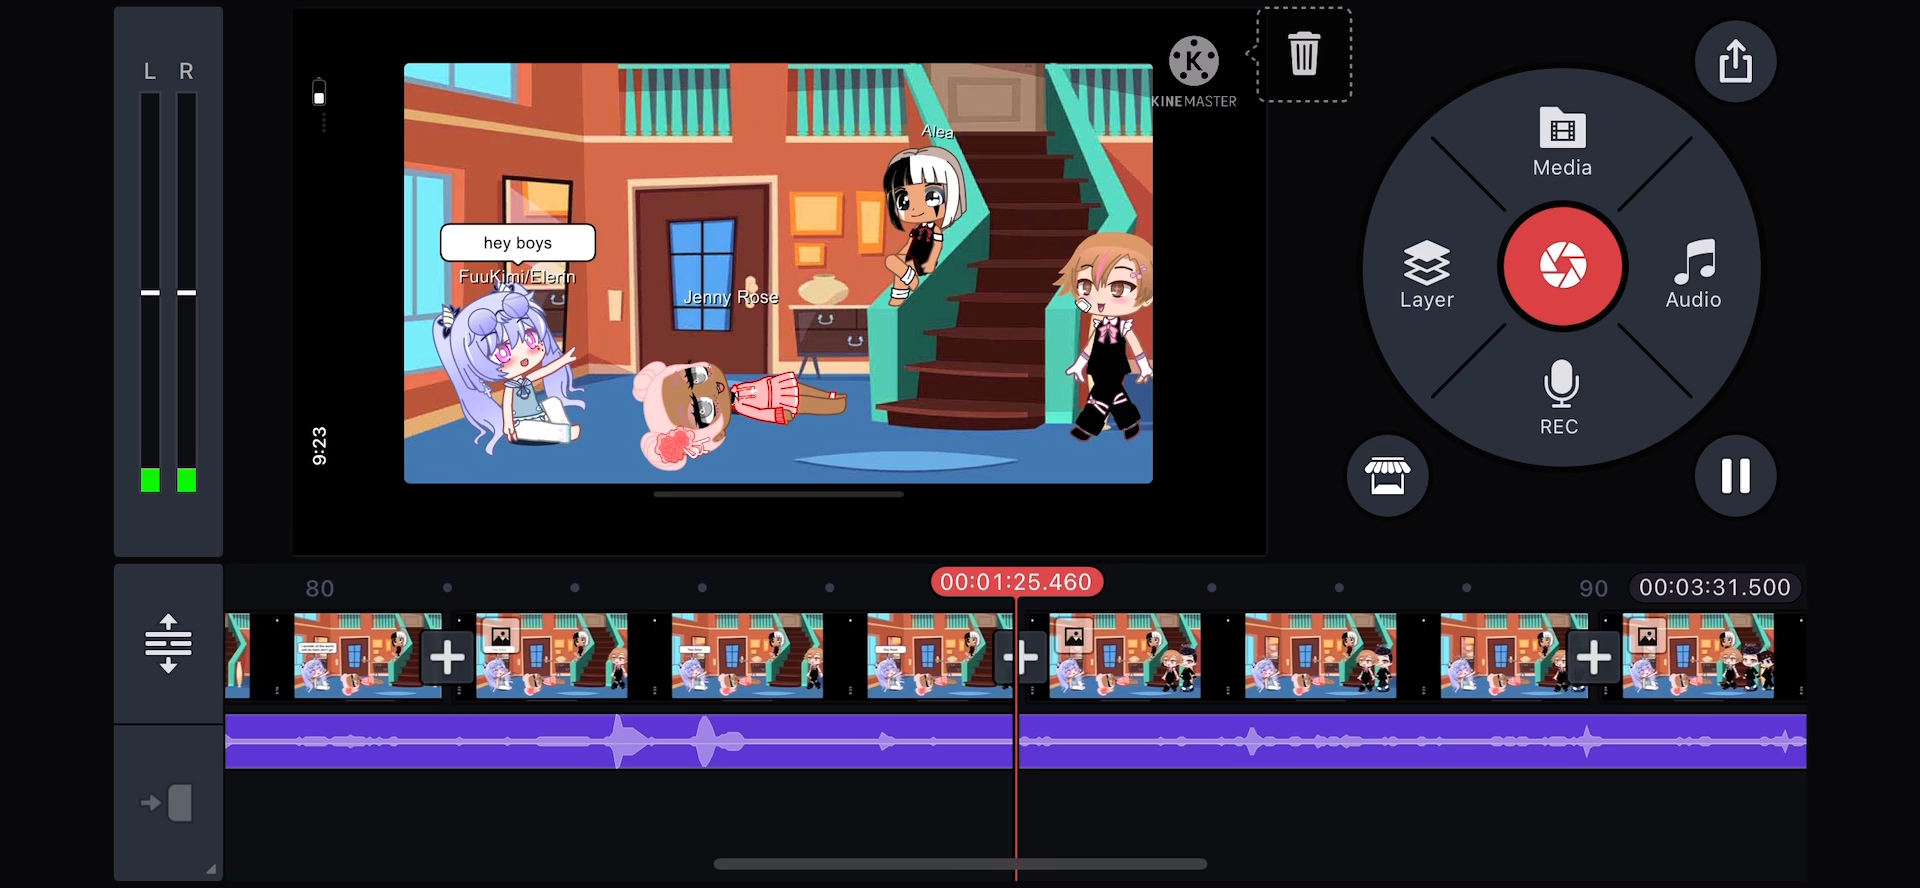 L R
9:23
hey boys
FuuKimi/Elerin
Jenny Rose
Alea
K
KINEMASTER
Media
Layer
Audio
REC
80
00:01:25.460
90
00:03:31.500